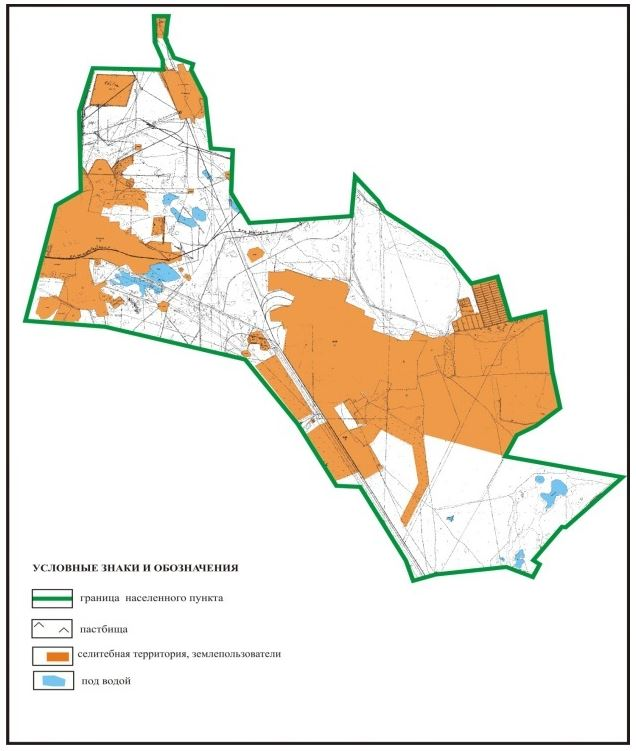 УСЛОВНЫЕ ЗНАКИ И ОБОЗНАЧЕНИЯ
граница населенного пункта
пастбища
селитебная территория, землепользователи
под водой